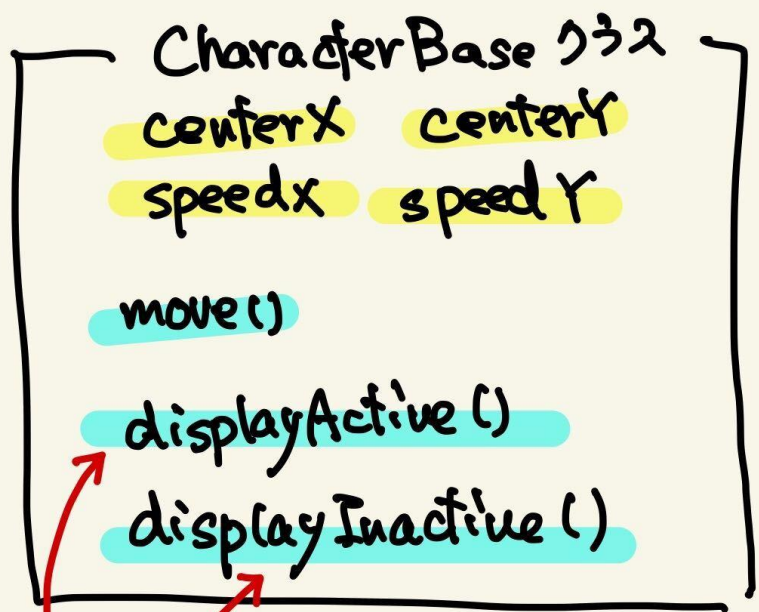 CharacterBase クラス
centerX centerY
speedX speedY
move()
displayActive()
displayInactive()